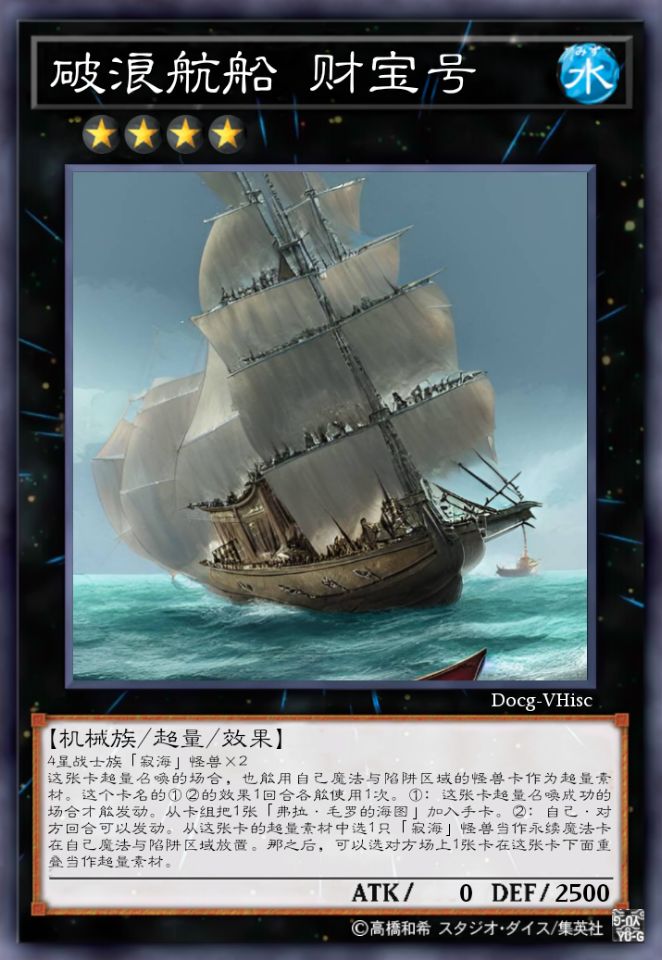 破浪航船 财宝号
みず
水
Docg-VHisc
【机械族/超量/效果】
4星战士族「寂海」怪兽×2
这张卡超量召唤的场合，也能用自己魔法与陷阱区域的怪兽卡作为超量素
材。这个卡名的①②的效果1回合各能使用1次。①：这张卡超量召唤成功的
场合才能发动。从卡组把1张「弗拉·毛罗的海图」加入手卡。②：自己·对
方回合可以发动。从这张卡的超量素材中选1只「寂海」怪兽当作永续魔法卡
在自己魔法与陷阱区域放置。那之后，可以选对方场上1张卡在这张卡下面重
叠当作超量素材。
ATK/ 0 DEF/2500
©高橋和希 スタジオ・ダイス/集英社